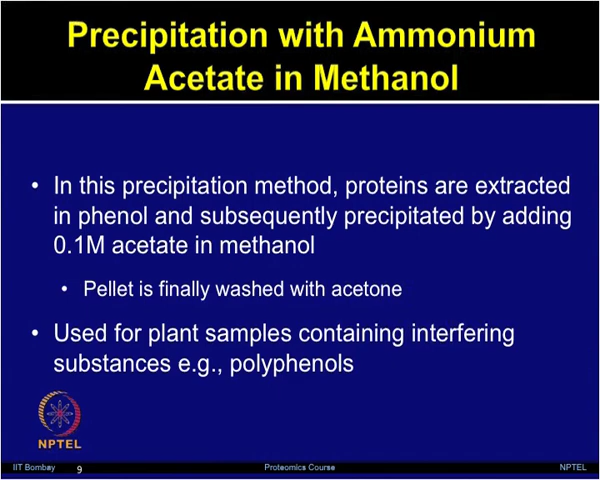 Precipitation with Ammonium
Acetate in Methanol
• In this precipitation method, proteins are extracted
in phenol and subsequently precipitated by adding
0.1M acetate in methanol
• Pellet is finally washed with acetone
• Used for plant samples containing interfering
substances e.g., polyphenols
NPTEL
IIT Bombay 9 Proteomics Course NPTEL